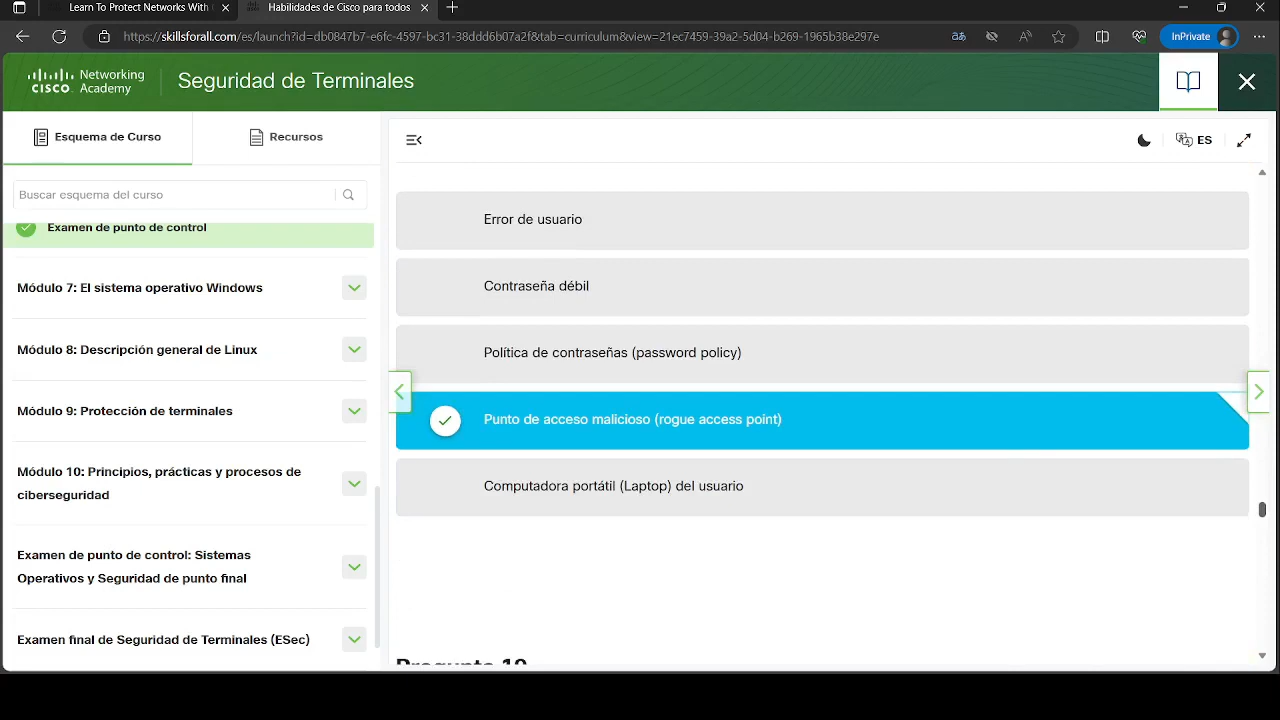 Learn To Protect Networks With
Habilidades de Cisco para todos
https://skillsforall.com/es/launch?id=db0847b7-e6fc-4597-bc31-38ddd6b07a2f&tab=curriculum&view=21ec7459-39a2-5d04-b269-1965b38e297e
InPrivate
Networking
CISCO Academy
Seguridad de Terminales
Esquema de Curso
Recursos
ES
Buscar esquema del curso
Examen de punto de control
Módulo 7: El sistema operativo Windows
Módulo 8: Descripción general de Linux
Módulo 9: Protección de terminales
Módulo 10: Principios, prácticas y procesos de
ciberseguridad
Examen de punto de control: Sistemas
Operativos y Seguridad de punto final
Examen final de Seguridad de Terminales (ESec)
Error de usuario
Contraseña débil
Política de contraseñas (password policy)
Punto de acceso malicioso (rogue access point)
Computadora portátil (Laptop) del usuario
Pregunta 19